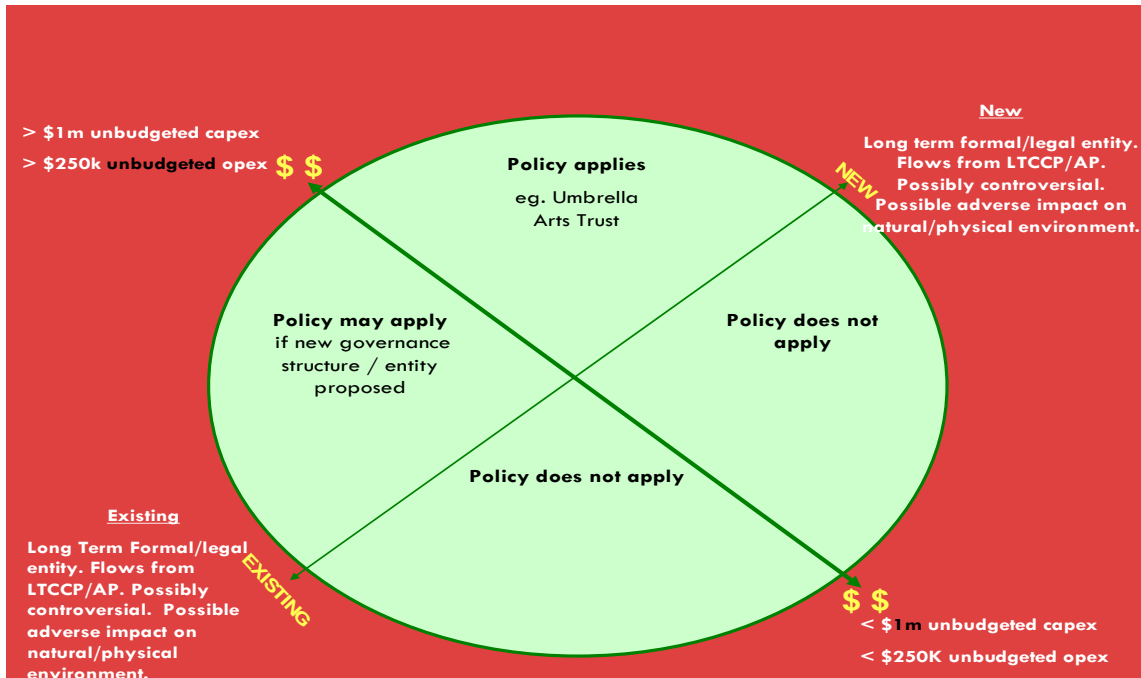 > $1m unbudgeted capex
> $250k unbudgeted opex
$ $
Policy applies
eg. Umbrella
Arts Trust
New
Long term formal/legal entity.
Flows from LTCCP/AP.
Possibly controversial.
Possible adverse impact on
natural/physical environment.
NEW
Policy may apply
if new governance
structure / entity
proposed
Policy does not
apply
Policy does not apply
Existing
Long Term Formal/legal
entity. Flows from
LTCCP/AP. Possibly
controversial. Possible
adverse impact on
natural/physical
environment.
EXISTING
$ $
< $1m unbudgeted capex
< $250K unbudgeted opex